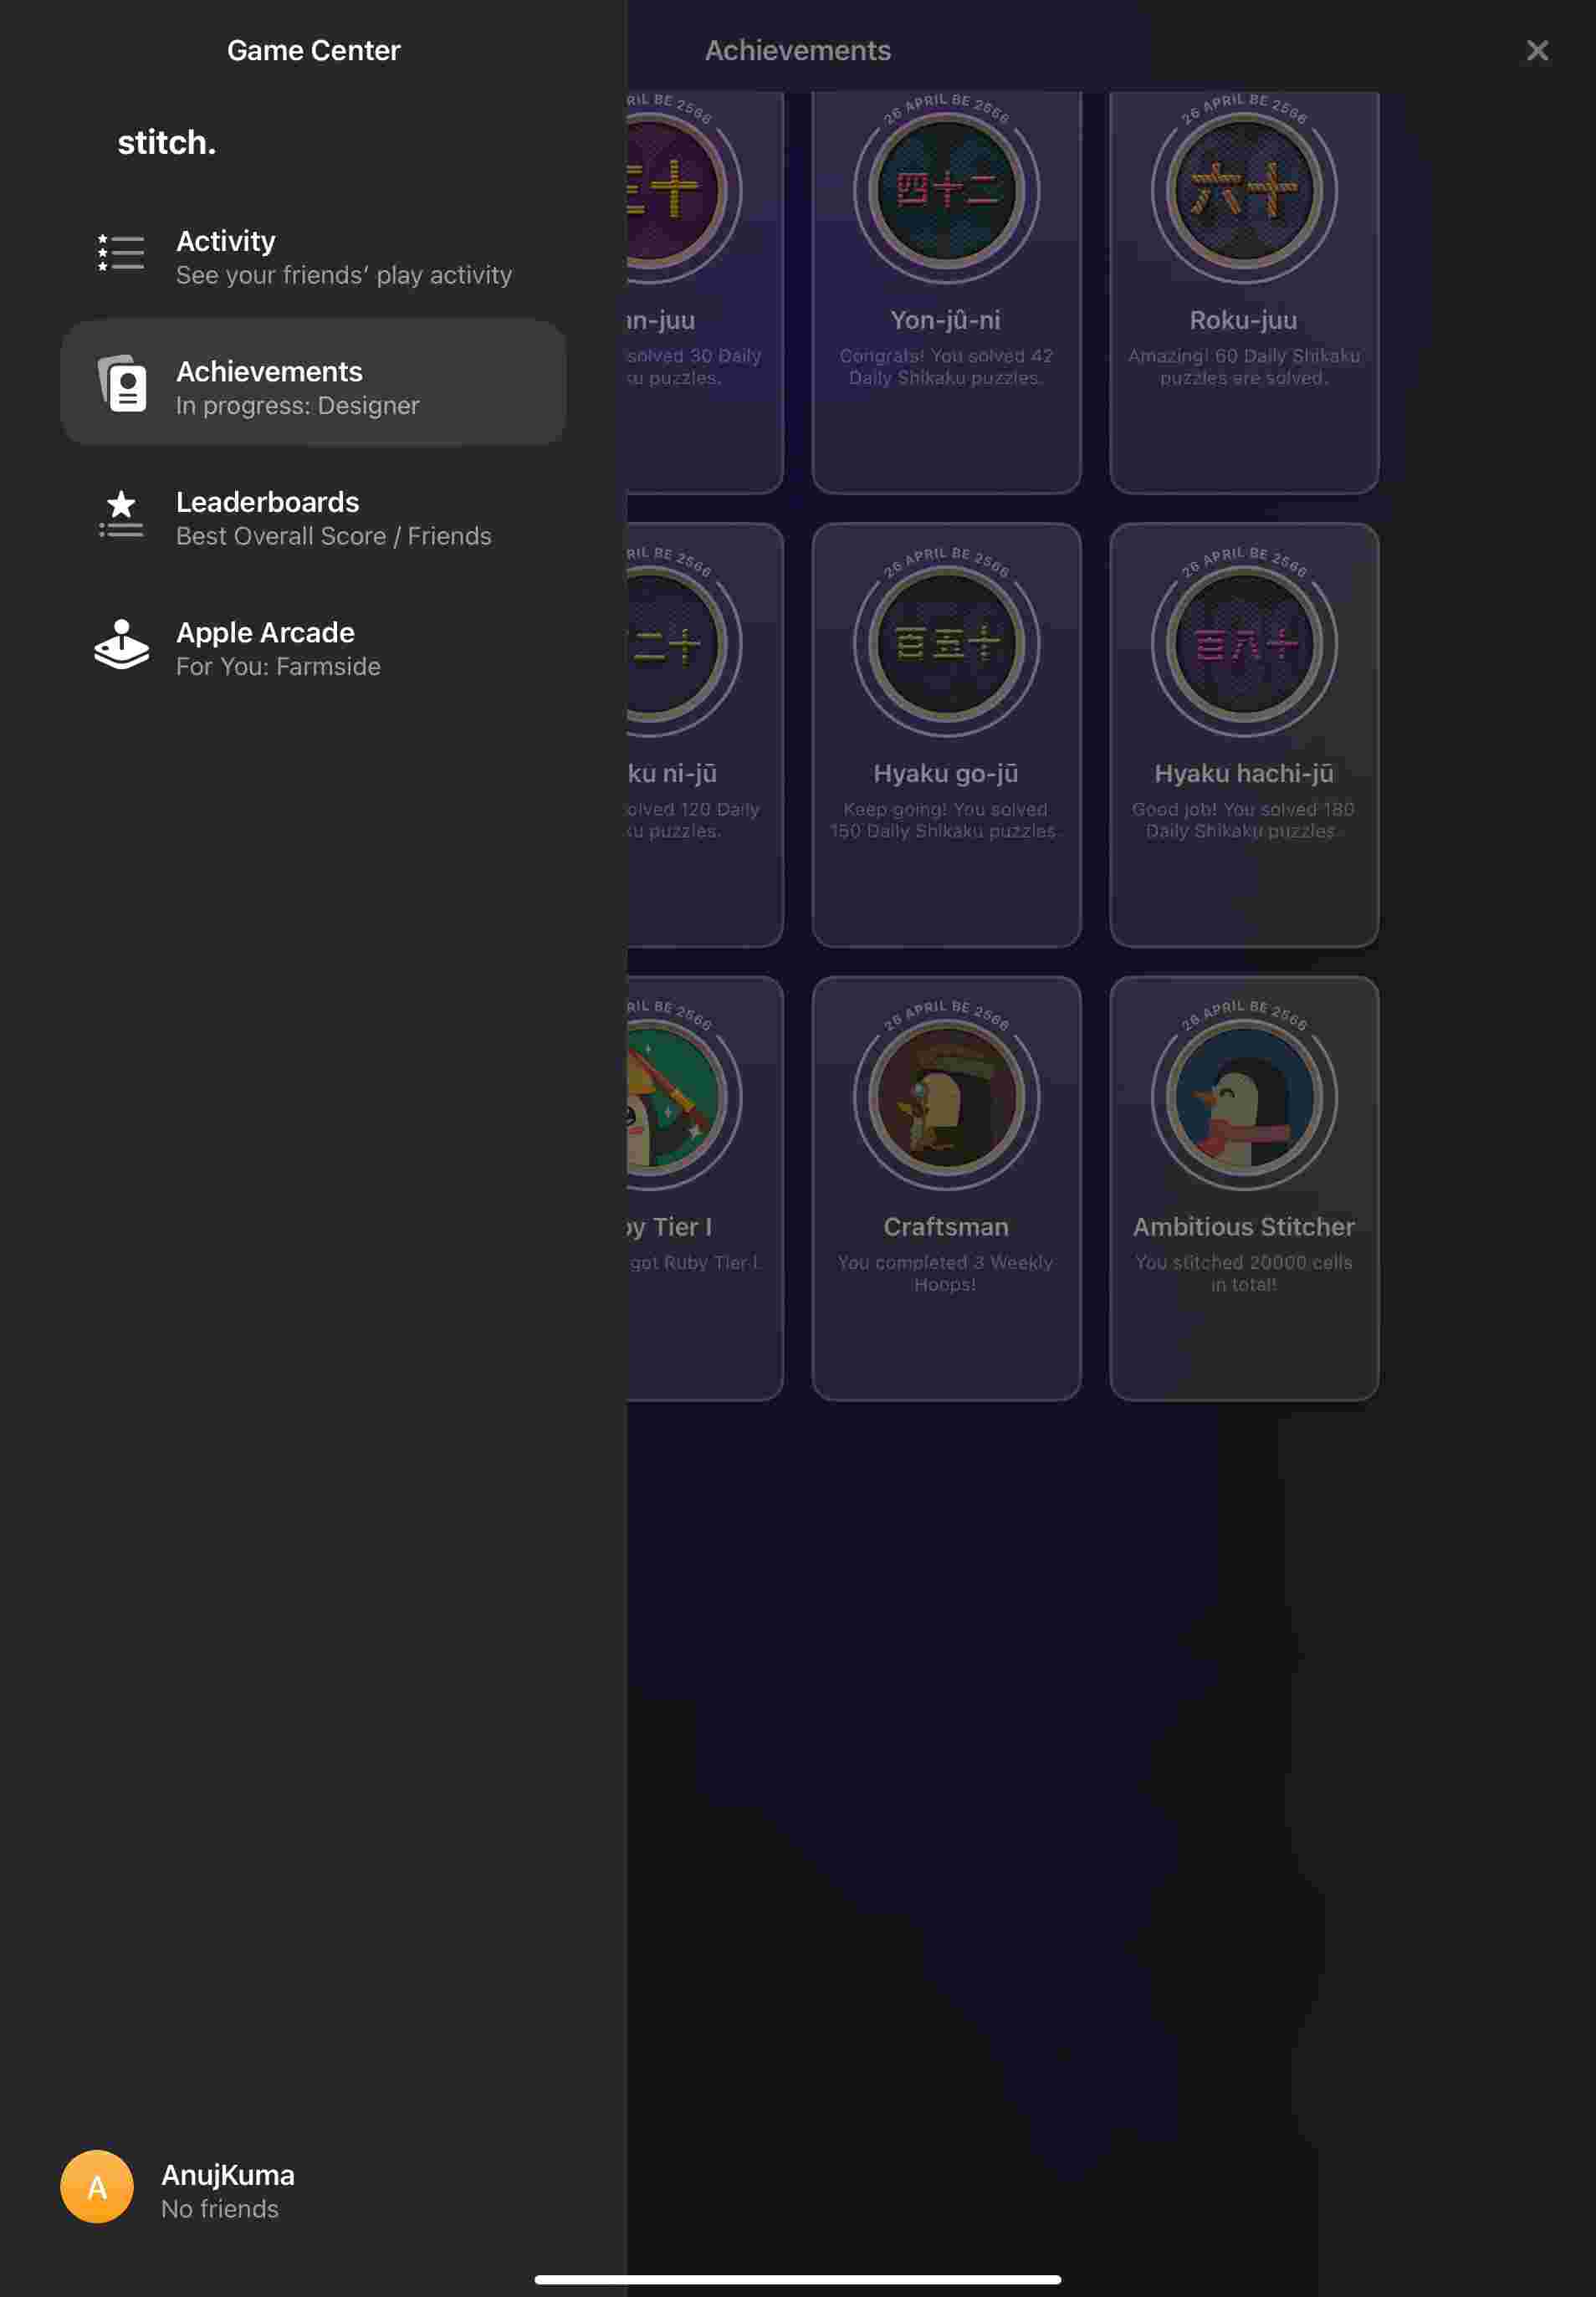 Game Center
stitch.
Activity
See your friends' play activity
Achievements
In progress: Designer
Leaderboards
Best Overall Score / Friends
Apple Arcade
For You: Farmside
AnujKuma
No friends
A
Achievements
RIL BE 2566
三十
n-juu
solved 30 Daily
ku puzzles.
26 APRIL BE 2566
四十二
Yon-jû-ni
Congrats! You solved 42
Daily Shikaku puzzles.
26 APRIL BE 2566
六十
Roku-juu
Amazing! 60 Daily Shikaku
puzzles are solved.
RIL BE 2566
二十
ku ni-jū
olved 120 Daily
ku puzzles.
26 APRIL BE 2566
百五十
Hyaku go-jū
Keep going! You solved
150 Daily Shikaku puzzles.
26 APRIL BE 2566
百八十
Hyaku hachi-jū
Good job! You solved 180
Daily Shikaku puzzles.
RIL BE 2566
by Tier I
got Ruby Tier I.
26 APRIL BE 2566
Craftsman
You completed 3 Weekly
Hoops!
26 APRIL BE 2566
Ambitious Stitcher
You stitched 20000 cells
in total!